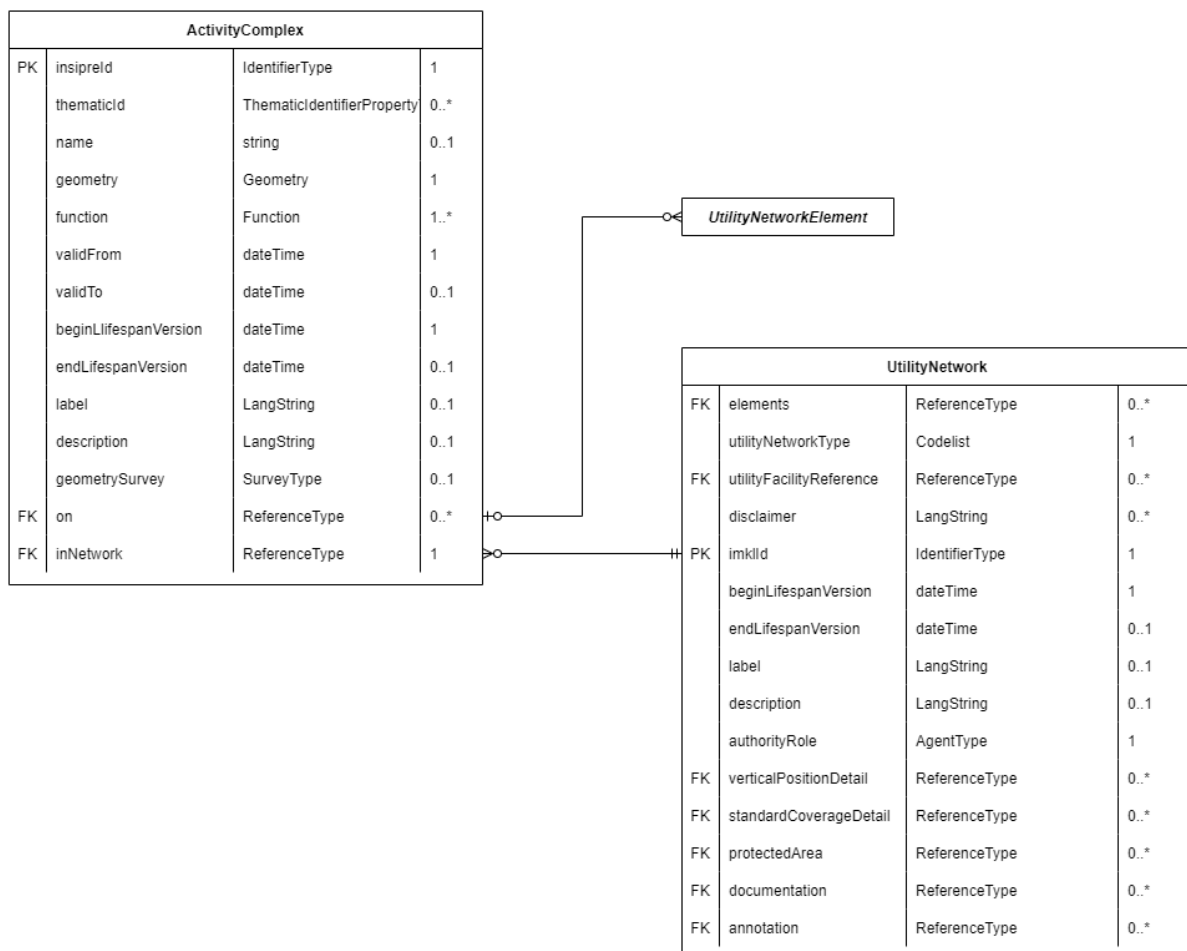 ActivityComplex
PK insipreId IdentifierType 1
thematicId ThematicIdentifierProperty 0..*
name string 0..1
geometry Geometry 1
function Function 1..*
validFrom dateTime 1
validTo dateTime 0..1
beginLlifespanVersion dateTime 1
endLifespanVersion dateTime 0..1
label LangString 0..1
description LangString 0..1
geometrySurvey SurveyType 0..1
FK on ReferenceType 0..*
FK inNetwork ReferenceType 1
UtilityNetworkElement
UtilityNetwork
FK elements ReferenceType 0..*
utilityNetworkType Codelist 1
FK utilityFacilityReference ReferenceType 0..*
disclaimer LangString 0..*
PK imklId IdentifierType 1
beginLifespanVersion dateTime 1
endLifespanVersion dateTime 0..1
label LangString 0..1
description LangString 0..1
authorityRole AgentType 1
FK verticalPositionDetail ReferenceType 0..*
FK standardCoverageDetail ReferenceType 0..*
FK protectedArea ReferenceType 0..*
FK documentation ReferenceType 0..*
FK annotation ReferenceType 0..*